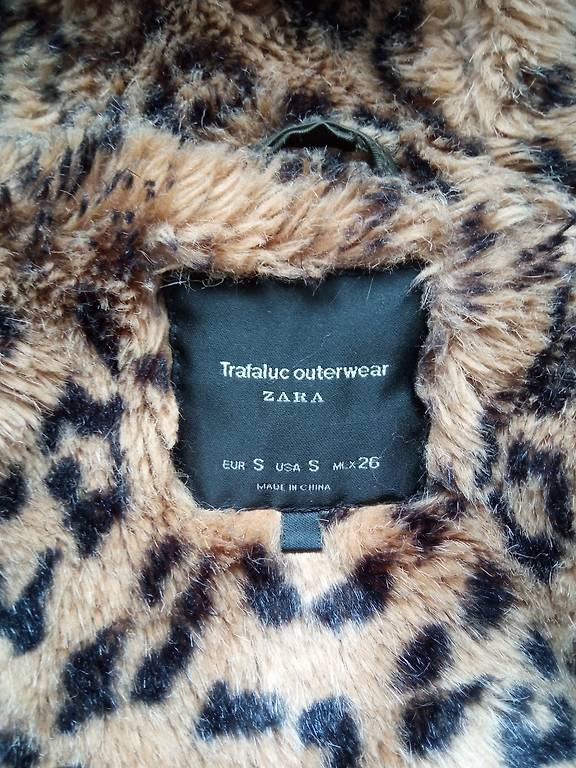 Trafaluc outerwear
ZARA
EUR S USA S MEX 26
MADE IN CHINA